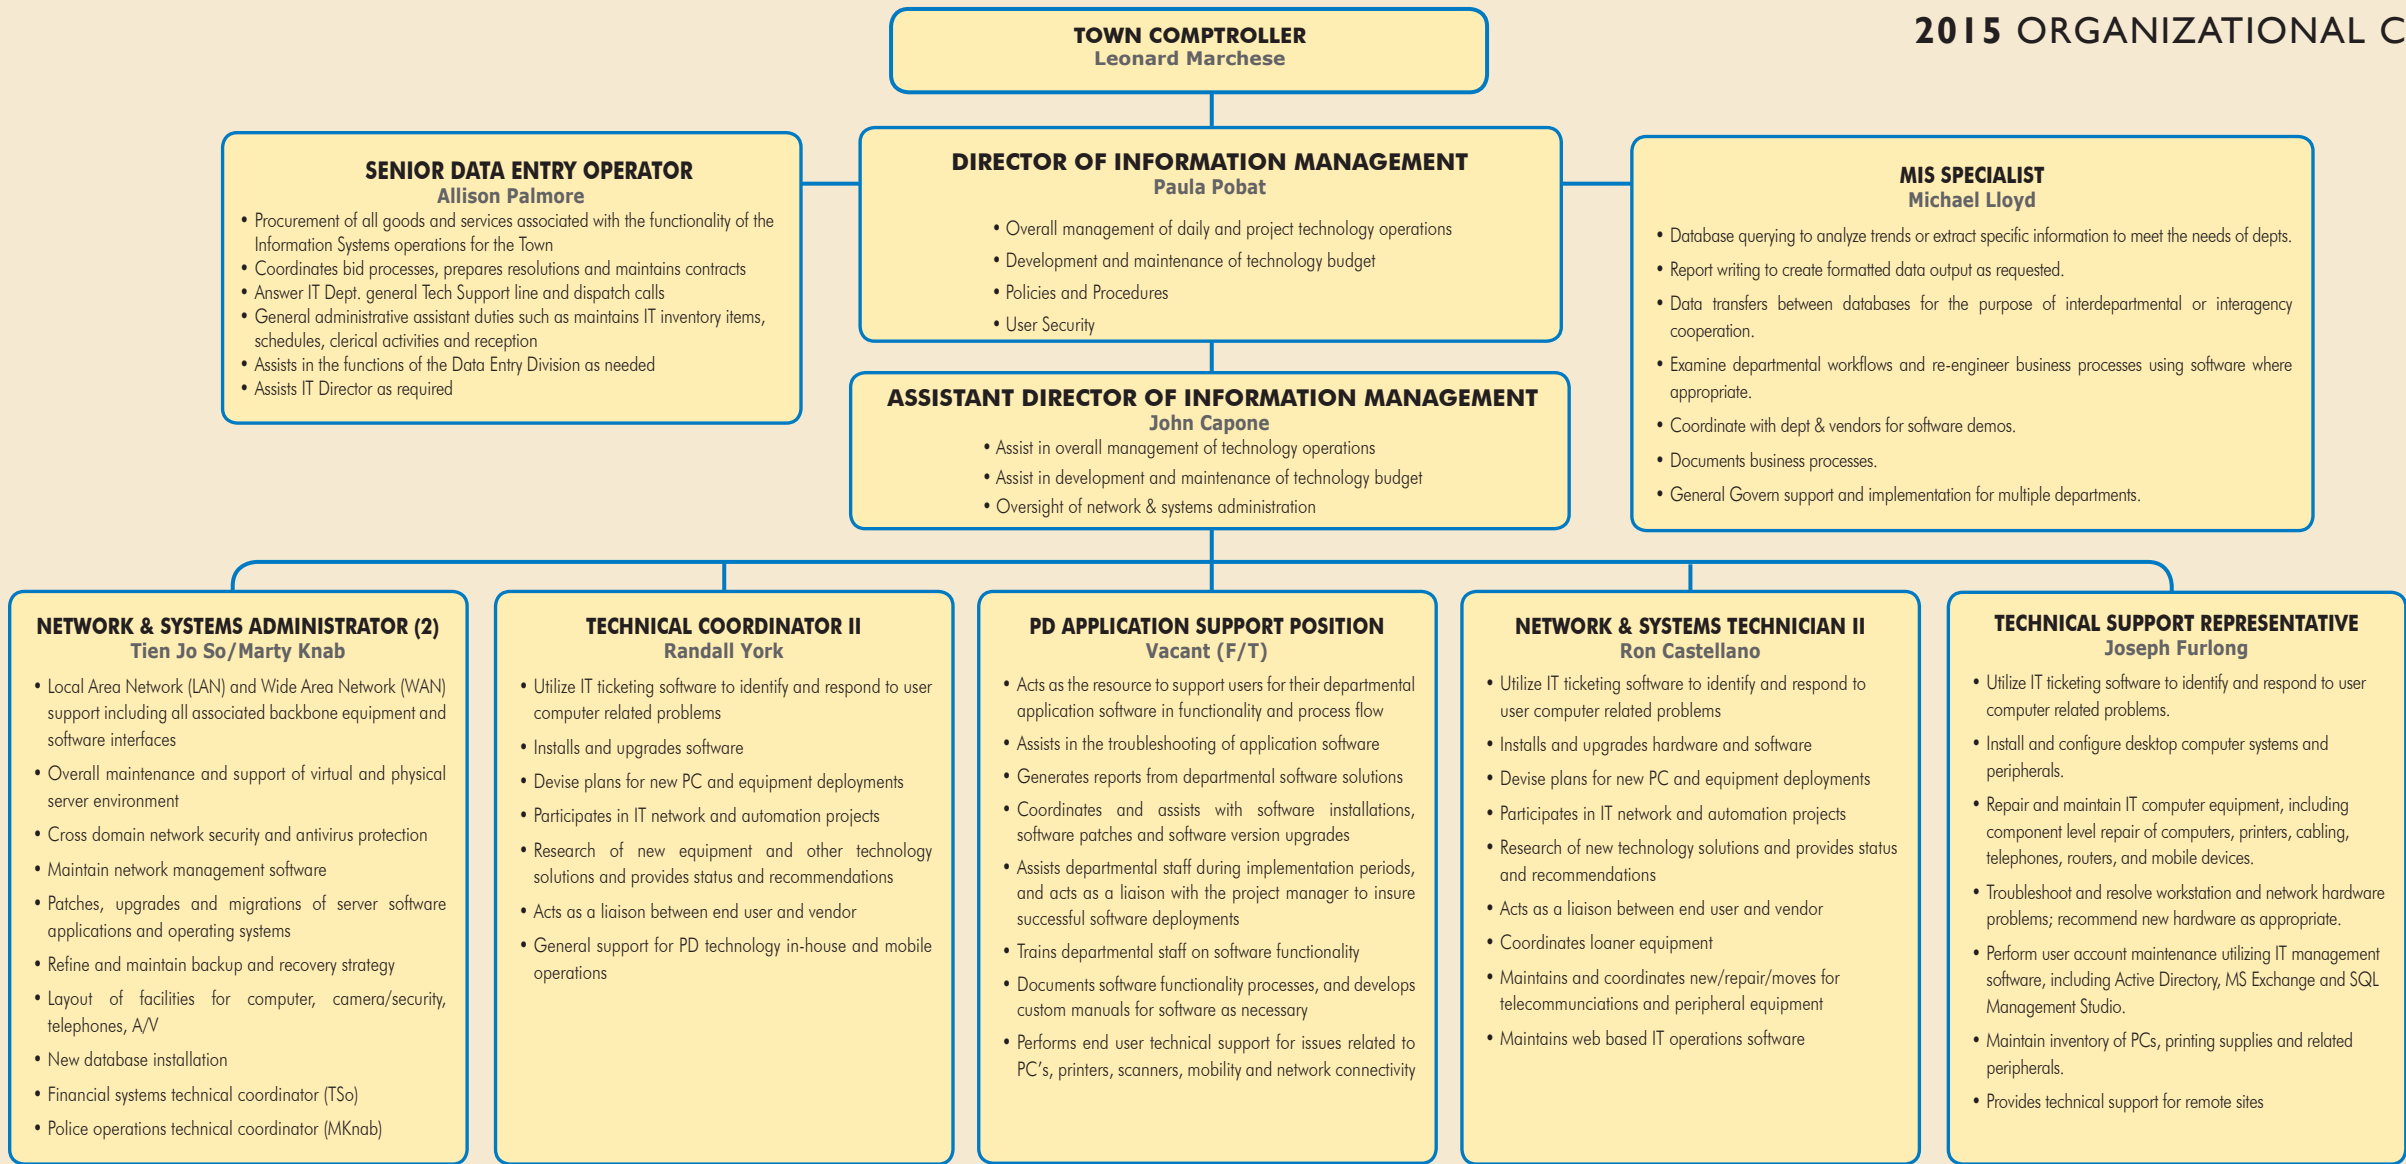 2015 ORGANIZATIONAL C
TOWN COMPTROLLER
Leonard Marchese
SENIOR DATA ENTRY OPERATOR
Allison Palmore
• Procurement of all goods and services associated with the functionality of the
Information Systems operations for the Town
• Coordinates bid processes, prepares resolutions and maintains contracts
• Answer IT Dept. general Tech Support line and dispatch calls
• General administrative assistant duties such as maintains IT inventory items,
schedules, clerical activities and reception
• Assists in the functions of the Data Entry Division as needed
• Assists IT Director as required
DIRECTOR OF INFORMATION MANAGEMENT
Paula Pobat
• Overall management of daily and project technology operations
• Development and maintenance of technology budget
• Policies and Procedures
• User Security
MIS SPECIALIST
Michael Lloyd
• Database querying to analyze trends or extract specific information to meet the needs of depts.
• Report writing to create formatted data output as requested.
• Data transfers between databases for the purpose of interdepartmental or interagency
cooperation.
• Examine departmental workflows and re-engineer business processes using software where
appropriate.
• Coordinate with dept & vendors for software demos.
• Documents business processes.
• General Govern support and implementation for multiple departments.
ASSISTANT DIRECTOR OF INFORMATION MANAGEMENT
John Capone
• Assist in overall management of technology operations
• Assist in development and maintenance of technology budget
• Oversight of network & systems administration
NETWORK & SYSTEMS ADMINISTRATOR (2)
Tien Jo So/Marty Knab
• Local Area Network (LAN) and Wide Area Network (WAN)
support including all associated backbone equipment and
software interfaces
• Overall maintenance and support of virtual and physical
server environment
• Cross domain network security and antivirus protection
• Maintain network management software
• Patches, upgrades and migrations of server software
applications and operating systems
• Refine and maintain backup and recovery strategy
• Layout of facilities for computer, camera/security,
telephones, A/V
• New database installation
• Financial systems technical coordinator (TSo)
• Police operations technical coordinator (MKnab)
TECHNICAL COORDINATOR II
Randall York
• Utilize IT ticketing software to identify and respond to user
computer related problems
• Installs and upgrades software
• Devise plans for new PC and equipment deployments
• Participates in IT network and automation projects
• Research of new equipment and other technology
solutions and provides status and recommendations
• Acts as a liaison between end user and vendor
• General support for PD technology in-house and mobile
operations
PD APPLICATION SUPPORT POSITION
Vacant (F/T)
• Acts as the resource to support users for their departmental
application software in functionality and process flow
• Assists in the troubleshooting of application software
• Generates reports from departmental software solutions
• Coordinates and assists with software installations,
software patches and software version upgrades
• Assists departmental staff during implementation periods,
and acts as a liaison with the project manager to insure
successful software deployments
• Trains departmental staff on software functionality
• Documents software functionality processes, and develops
custom manuals for software as necessary
• Performs end user technical support for issues related to
PC's, printers, scanners, mobility and network connectivity
NETWORK & SYSTEMS TECHNICIAN II
Ron Castellano
• Utilize IT ticketing software to identify and respond to
user computer related problems
• Installs and upgrades hardware and software
• Devise plans for new PC and equipment deployments
• Participates in IT network and automation projects
• Research of new technology solutions and provides status
and recommendations
• Acts as a liaison between end user and vendor
• Coordinates loaner equipment
• Maintains and coordinates new/repair/moves for
telecommunciations and peripheral equipment
• Maintains web based IT operations software
TECHNICAL SUPPORT REPRESENTATIVE
Joseph Furlong
• Utilize IT ticketing software to identify and respond to user
computer related problems.
• Install and configure desktop computer systems and
peripherals.
• Repair and maintain IT computer equipment, including
component level repair of computers, printers, cabling,
telephones, routers, and mobile devices.
• Troubleshoot and resolve workstation and network hardware
problems; recommend new hardware as appropriate.
• Perform user account maintenance utilizing IT management
software, including Active Directory, MS Exchange and SQL
Management Studio.
• Maintain inventory of PCs, printing supplies and related
peripherals.
• Provides technical support for remote sites